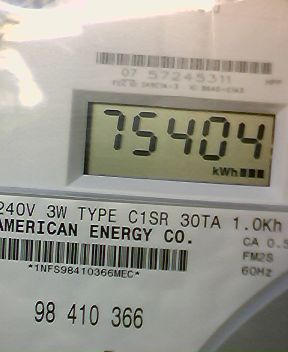 07 57245311
75404
kWh
240V 3W TYPE C1SR 30TA 1.0Kh
AMERICAN ENERGY CO.
CA 0.5
FM2S
60Hz
*1NFS98410366MEC*
98 410 366